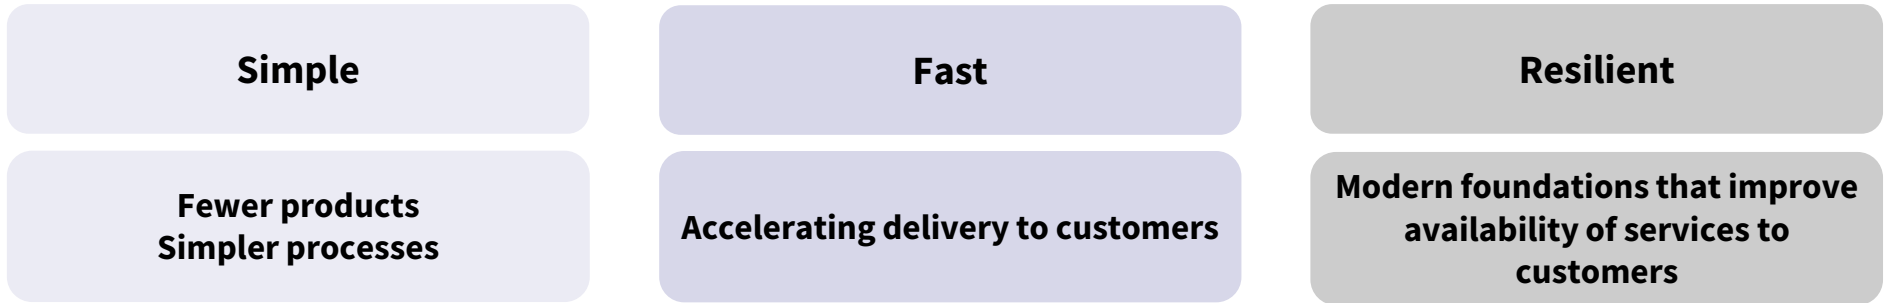 Simple
Fewer products
Simpler processes
Fast
Accelerating delivery to customers
Resilient
Modern foundations that improve
availability of services to
customers